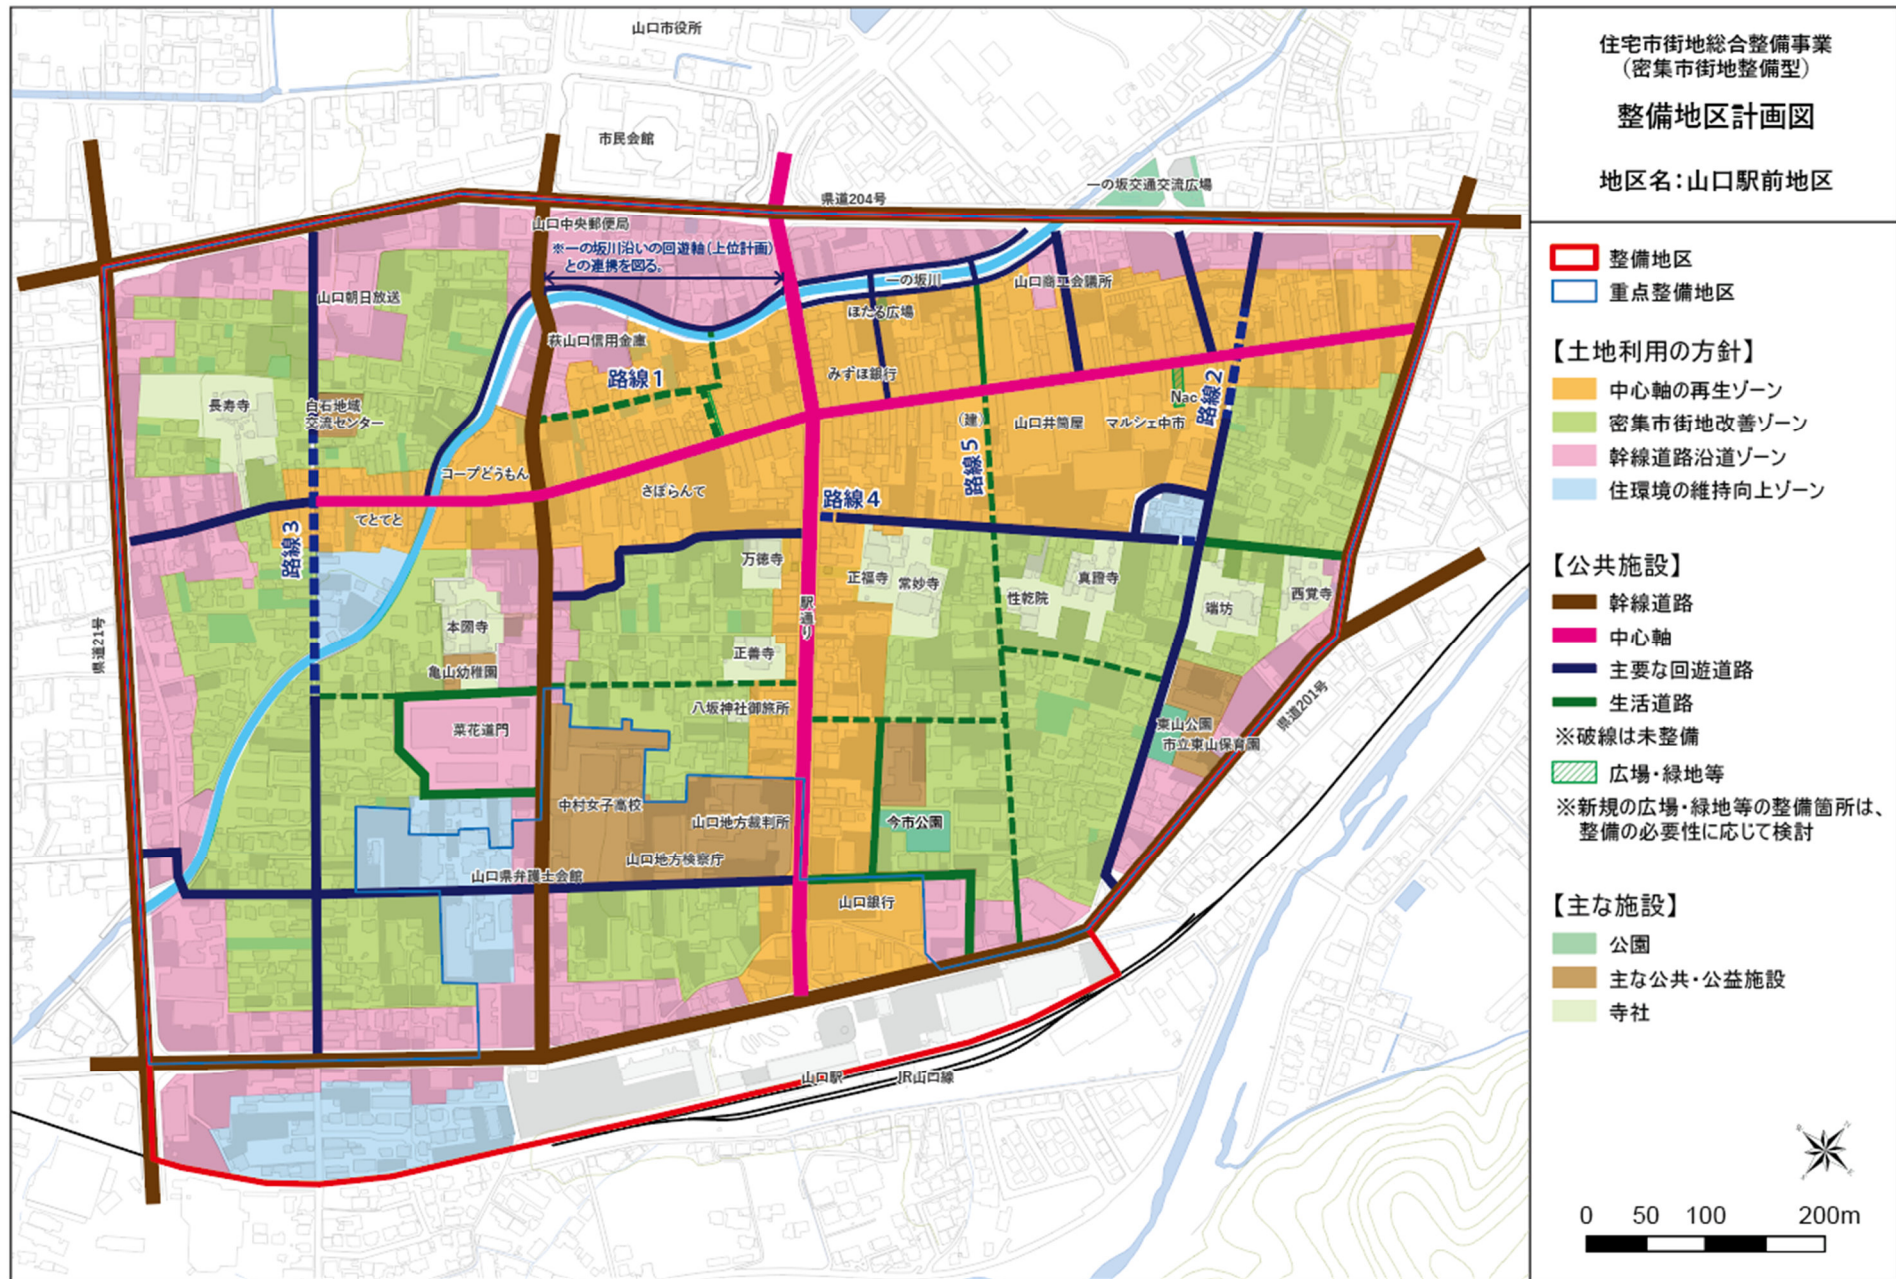 山口市役所
市民会館
一の坂交通交流広場
県道204号
山口中央郵便局
※一の坂川沿いの回遊軸(上位計画)
との連携を図る。
山口朝日放送
一の坂川
山口商工会議所
ほたる広場
萩山口信用金庫
路線1
みずほ銀行
Nac
路線2
長寿寺
白石地域
交流センター
(建)
山口井筒屋
マルシェ中市
路線5
コープどうもん
さぽらんて
路線4
てとてと
路線3
万徳寺
正福寺
常妙寺
性乾院
真證寺
端坊
西覚寺
駅通り
本圀寺
県道21号
正善寺
亀山幼稚園
八坂神社御旅所
菜花道門
東山公園
市立東山保育園
県道201号
中村女子高校
山口地方裁判所
今市公園
山口地方検察庁
山口県弁護士会館
山口銀行
山口駅
JR山口線
住宅市街地総合整備事業
(密集市街地整備型)
整備地区計画図
地区名:山口駅前地区
整備地区
重点整備地区
【土地利用の方針】
中心軸の再生ゾーン
密集市街地改善ゾーン
幹線道路沿道ゾーン
住環境の維持向上ゾーン
【公共施設】
幹線道路
中心軸
主要な回遊道路
生活道路
※破線は未整備
広場・緑地等
※新規の広場・緑地等の整備箇所は、
整備の必要性に応じて検討
【主な施設】
公園
主な公共・公益施設
寺社
0 50 100 200m